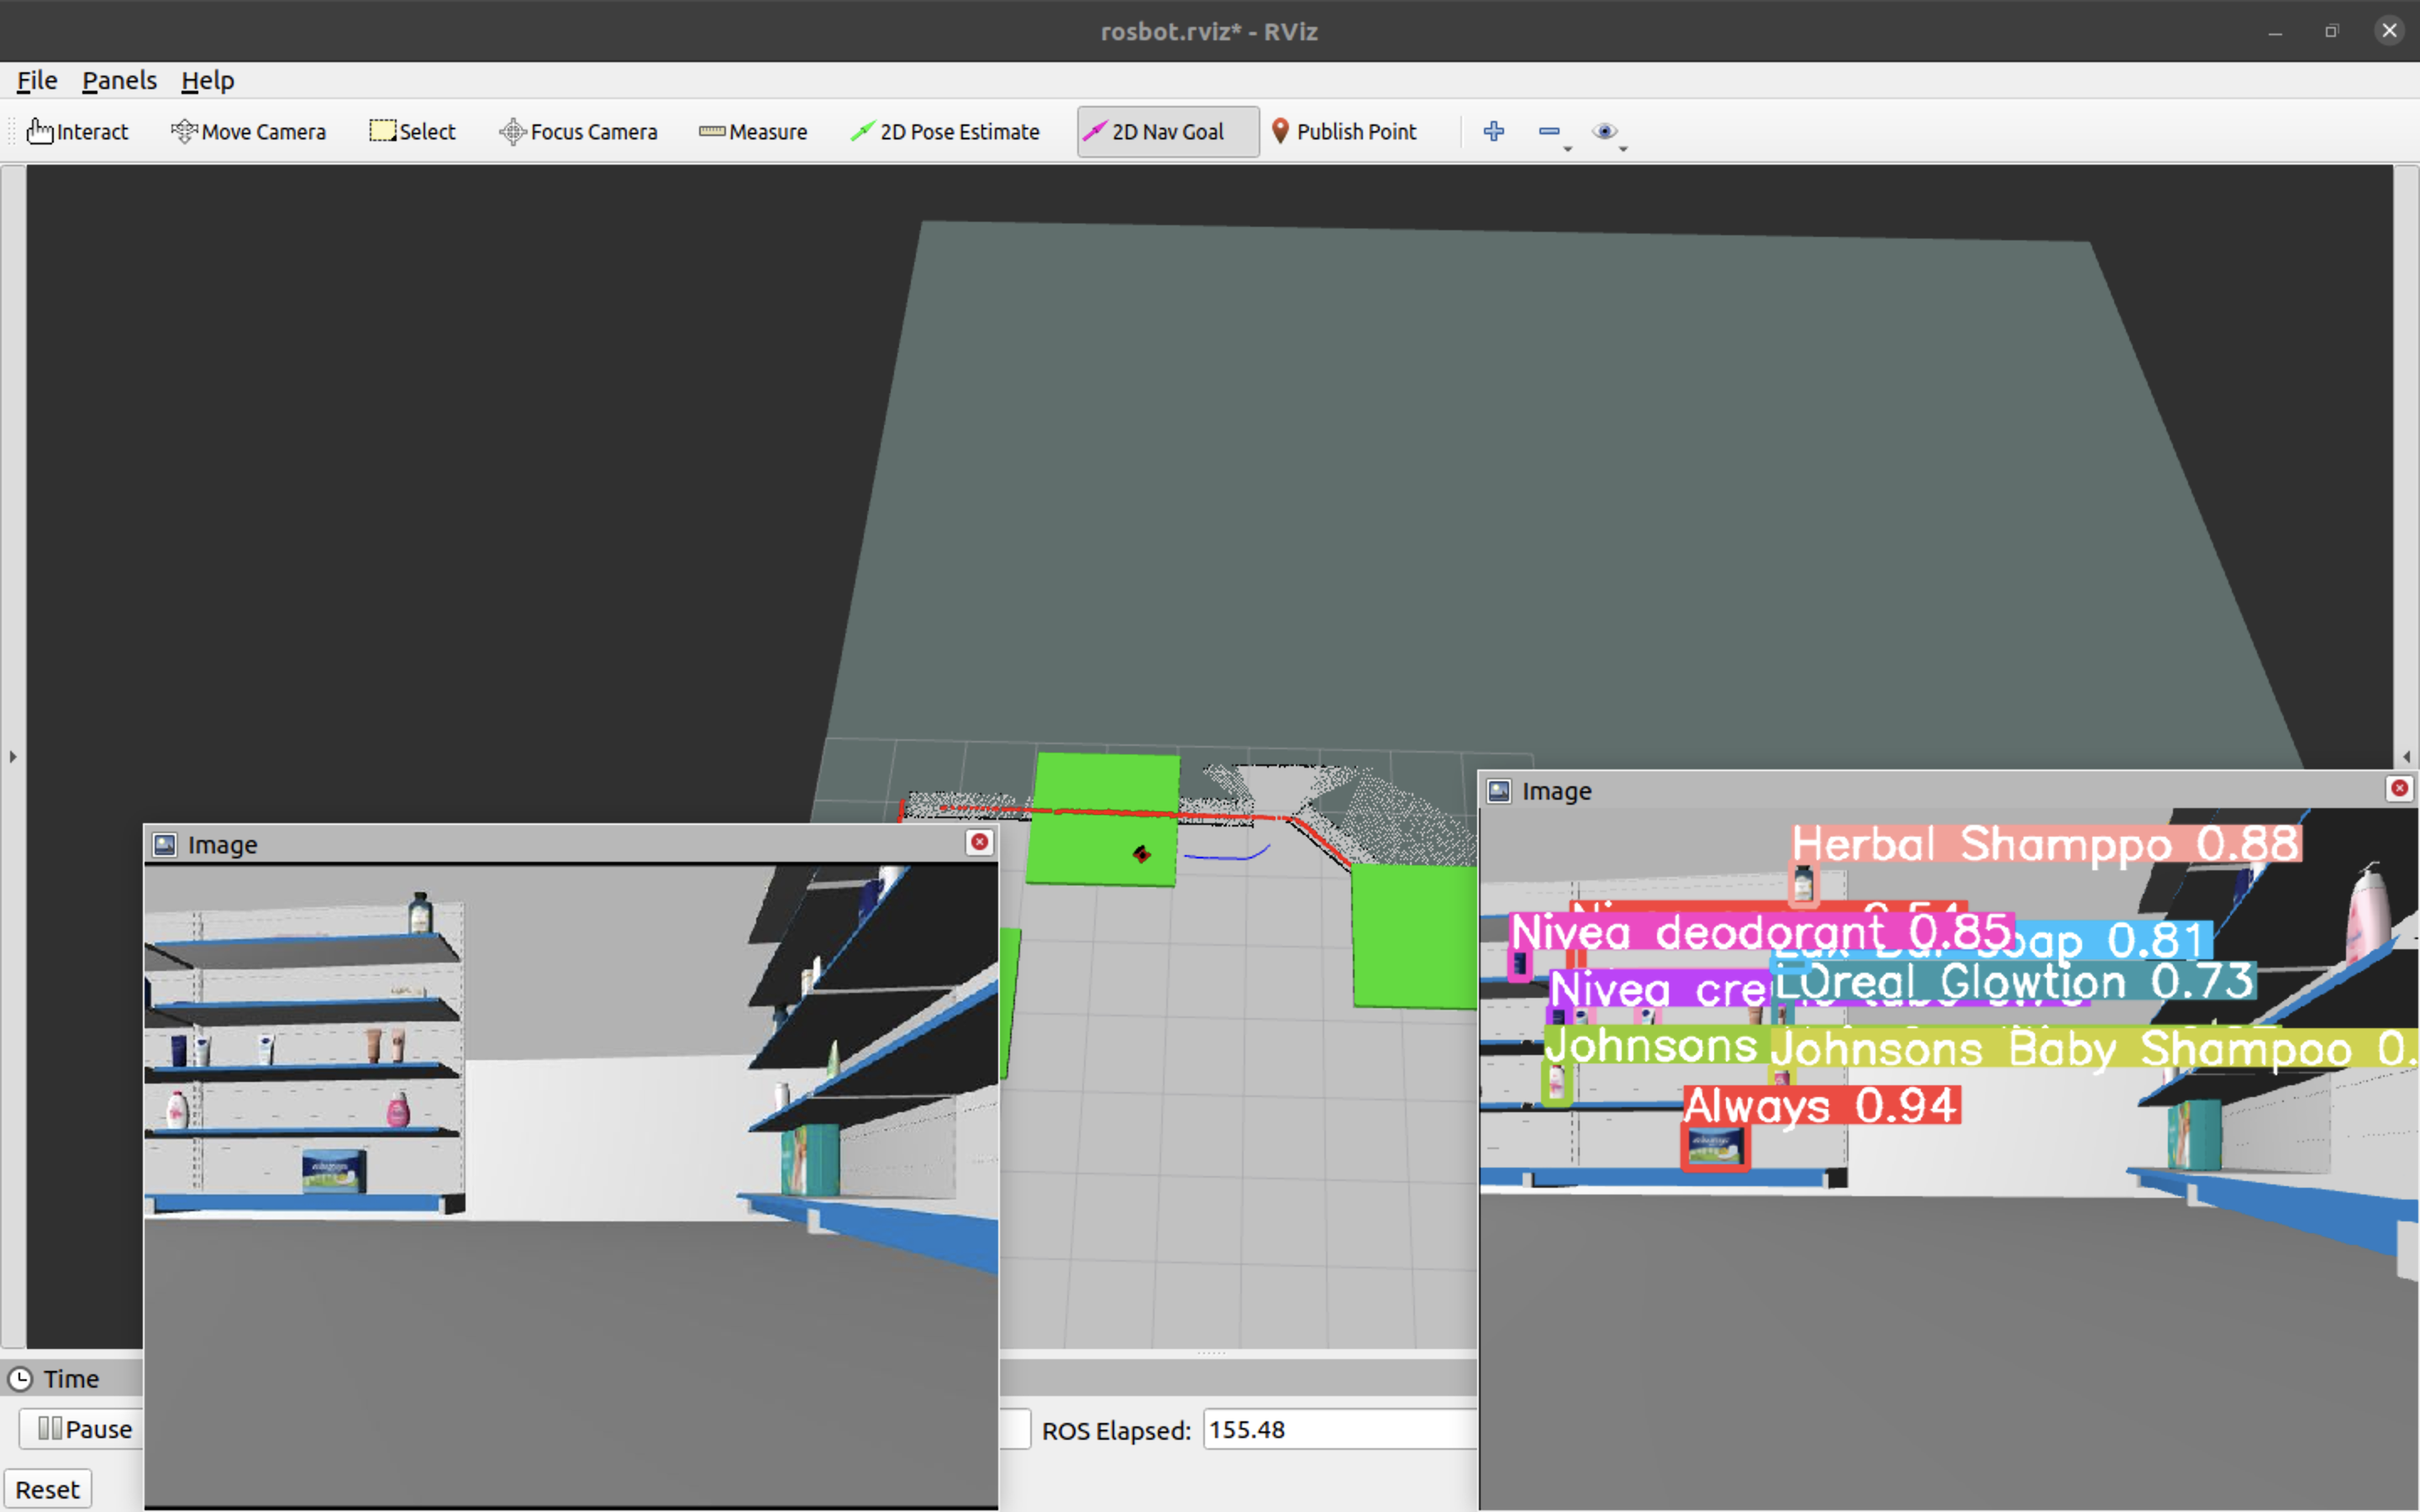 rosbot.rviz* - RViz
File Panels Help
Interact Move Camera Select Focus Camera Measure 2D Pose Estimate 2D Nav Goal Publish Point
Image
Image
Herbal Shamppo 0.88
0.54
Nivea deodorant 0.85
0.81
Nivea cre
LOreal Glowtion 0.73
Johnsons
Johnsons Baby Shampoo 0.
Always 0.94
Time
Pause
ROS Elapsed: 155.48
Reset